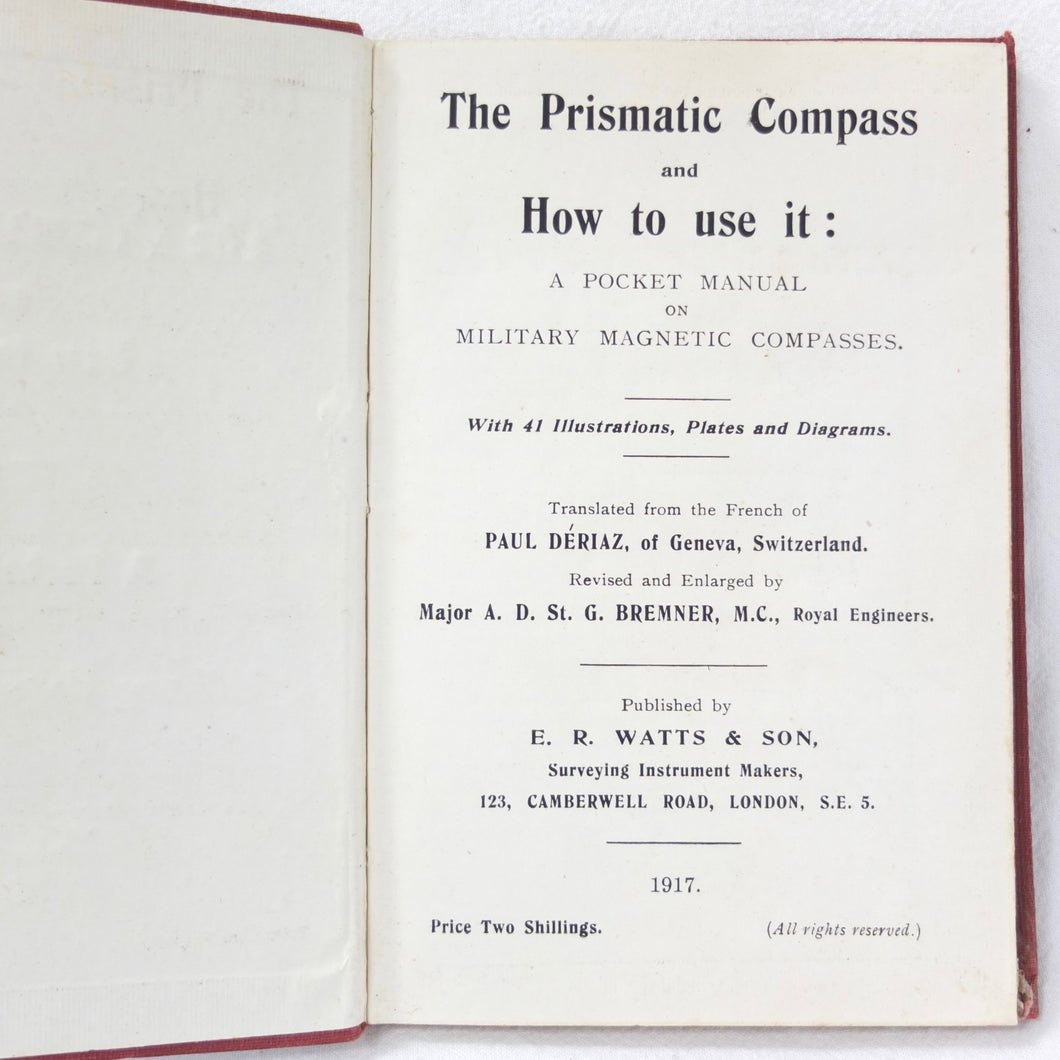 The Prismatic Compass
and
How to use it :
A POCKET MANUAL
ON
MILITARY MAGNETIC COMPASSES.
With 41 Illustrations, Plates and Diagrams.
Translated from the French of
PAUL DÉRIAZ, of Geneva, Switzerland.
Revised and Enlarged by
Major A. D. St. G. BREMNER, M.C., Royal Engineers.
Published by
E. R. WATTS & SON,
Surveying Instrument Makers,
123, CAMBERWELL ROAD, LONDON, S.E. 5.
1917.
Price Two Shillings. (All rights reserved.)